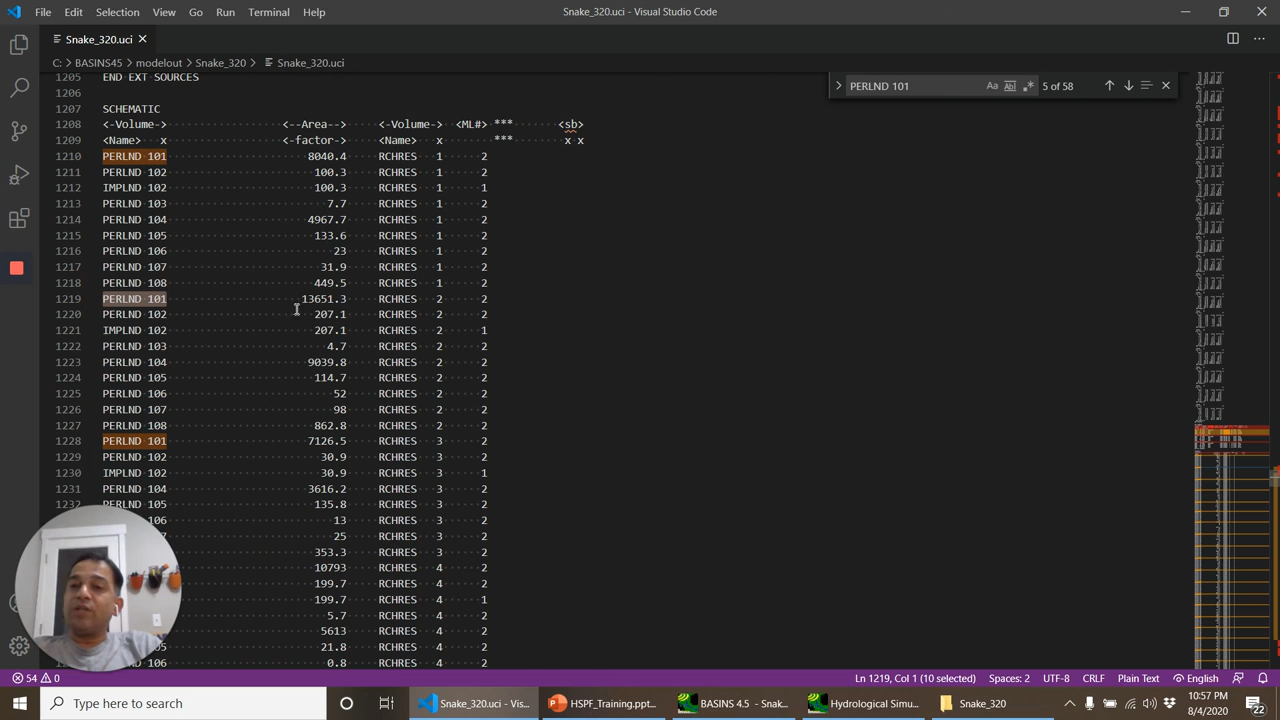 File Edit Selection View Go Run Terminal Help Snake_320.uci - Visual Studio Code
Snake_320.uci
C: > BASINS45 > modelout > Snake_320 > Snake_320.uci
PERLND 101 Aa Abl .* 5 of 58
1205 END EXT SOURCES
1206
1207 SCHEMATIC
1208 <-Volume-> <--Area--> <-Volume-> <ML#> *** <sb>
1209 <Name> x <-factor-> <Name> x *** x x
1210 PERLND 101 8040.4 RCHRES 1 2
1211 PERLND 102 100.3 RCHRES 1 2
1212 IMPLND 102 100.3 RCHRES 1 1
1213 PERLND 103 7.7 RCHRES 1 2
1214 PERLND 104 4967.7 RCHRES 1 2
1215 PERLND 105 133.6 RCHRES 1 2
1216 PERLND 106 23 RCHRES 1 2
1217 PERLND 107 31.9 RCHRES 1 2
1218 PERLND 108 449.5 RCHRES 1 2
1219 PERLND 101 13651.3 RCHRES 2 2
1220 PERLND 102 207.1 RCHRES 2 2
1221 IMPLND 102 207.1 RCHRES 2 1
1222 PERLND 103 4.7 RCHRES 2 2
1223 PERLND 104 9039.8 RCHRES 2 2
1224 PERLND 105 114.7 RCHRES 2 2
1225 PERLND 106 52 RCHRES 2 2
1226 PERLND 107 98 RCHRES 2 2
1227 PERLND 108 862.8 RCHRES 2 2
1228 PERLND 101 7126.5 RCHRES 3 2
1229 PERLND 102 30.9 RCHRES 3 2
1230 IMPLND 102 30.9 RCHRES 3 1
1231 PERLND 104 3616.2 RCHRES 3 2
1232 PERLND 105 135.8 RCHRES 3 2
106 13 RCHRES 3 2
25 RCHRES 3 2
353.3 RCHRES 3 2
10793 RCHRES 4 2
199.7 RCHRES 4 2
199.7 RCHRES 4 1
5.7 RCHRES 4 2
5613 RCHRES 4 2
21.8 RCHRES 4 2
106 0.8 RCHRES 4 2
54 0 Ln 1219, Col 1 (10 selected) Spaces: 2 UTF-8 CRLF Plain Text English
Type here to search Snake_320.uci - Vis... HSPF_Training.ppt... BASINS 4.5 - Snak... Hydrological Simu... Snake_320 10:57 PM
8/4/2020 22